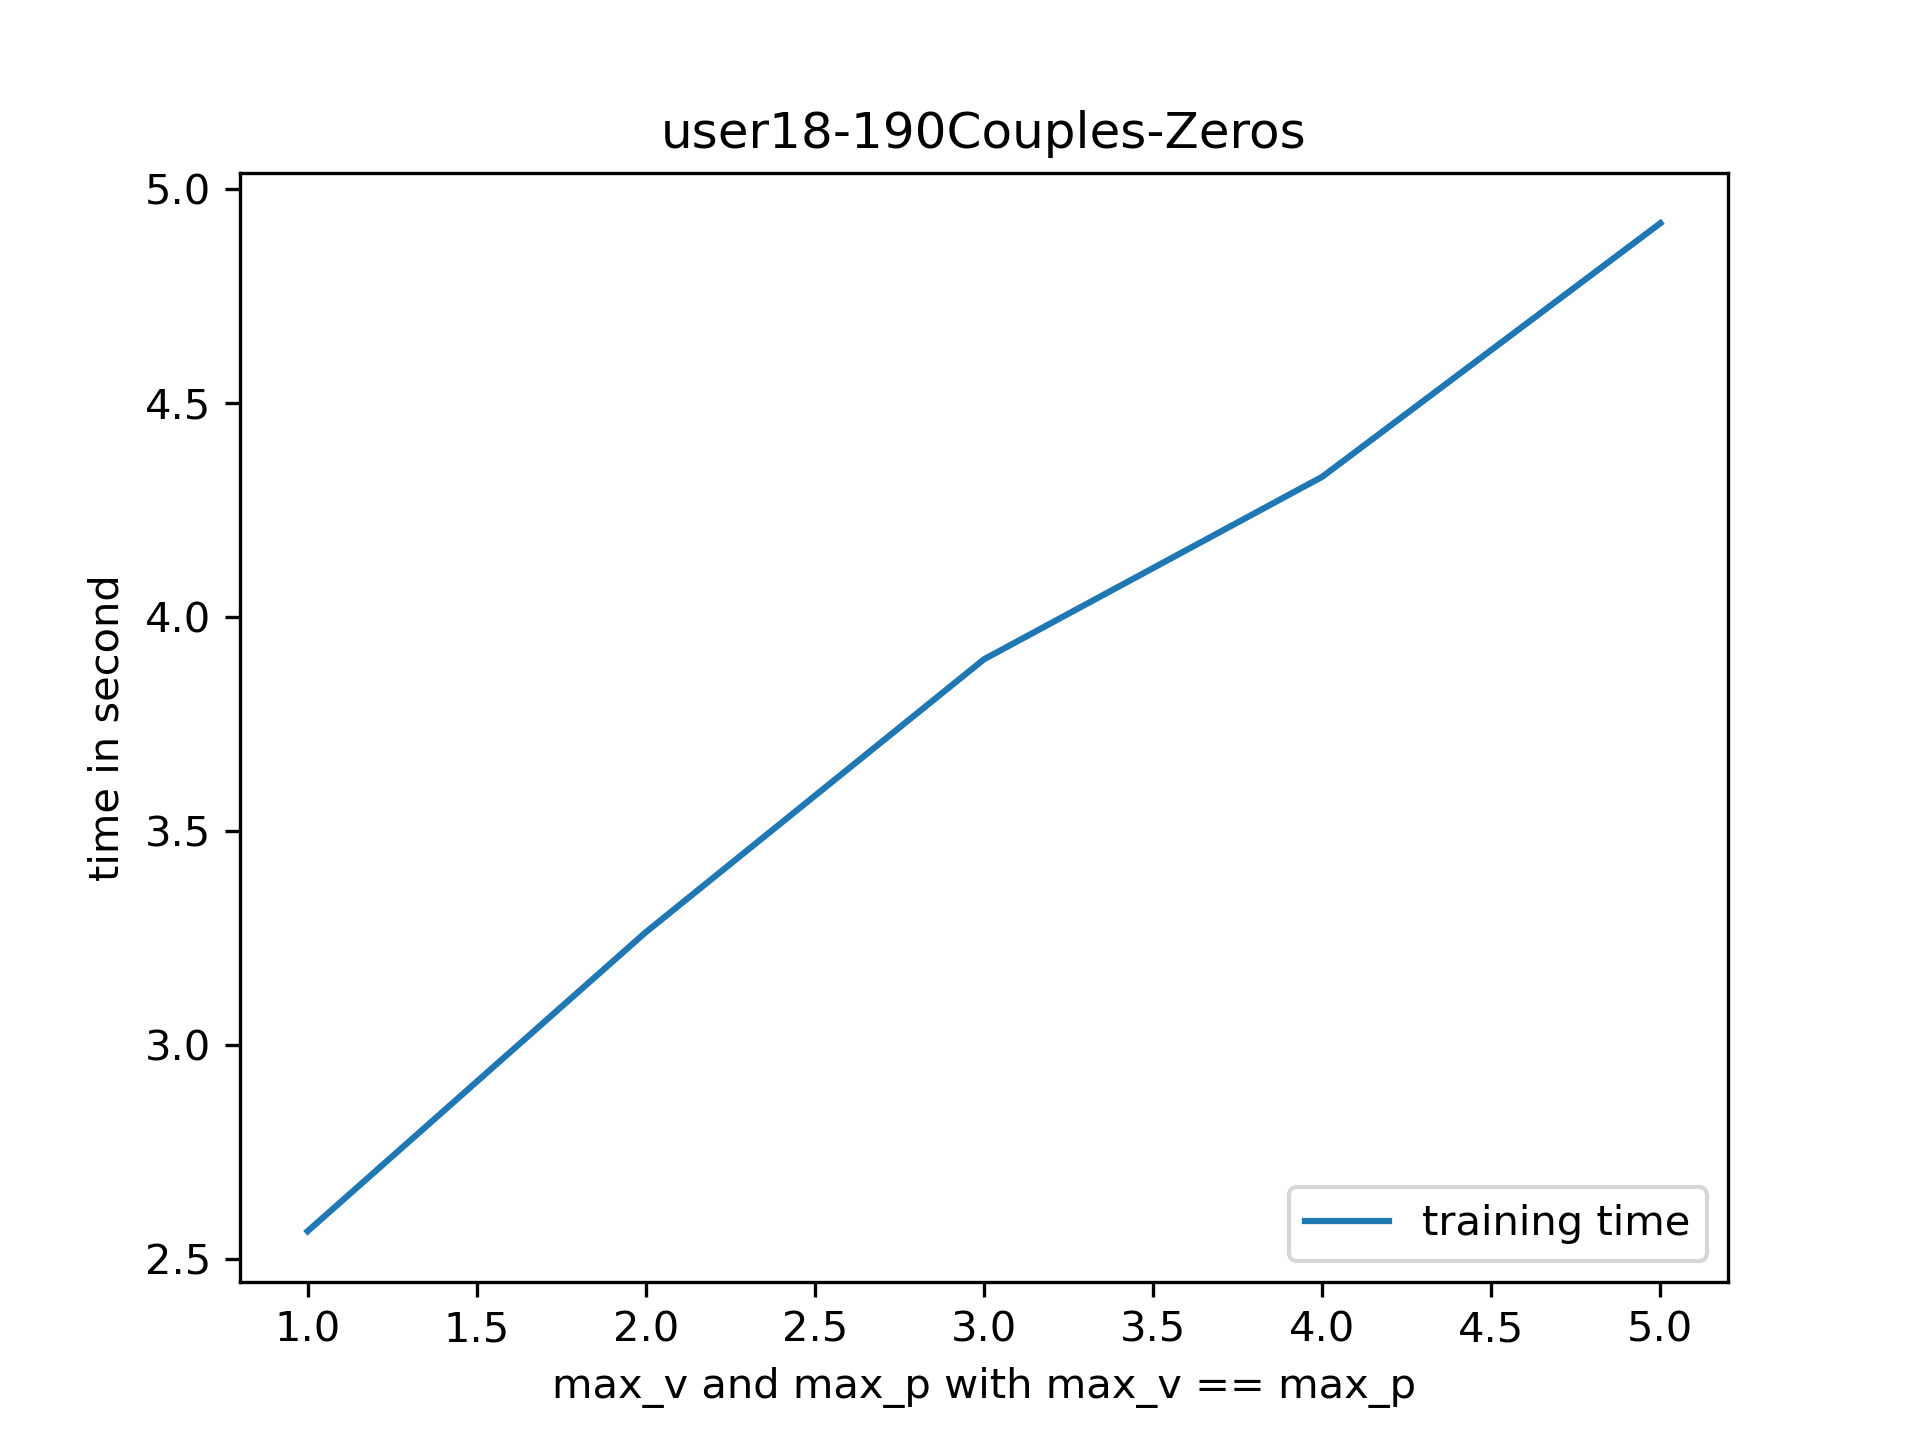 user18-190Couples-Zeros
5.0
4.5
4.0
3.5
3.0
2.5
time in second
training time
1.0 1.5 2.0 2.5 3.0 3.5 4.0 4.5 5.0
max_v and max_p with max_v == max_p